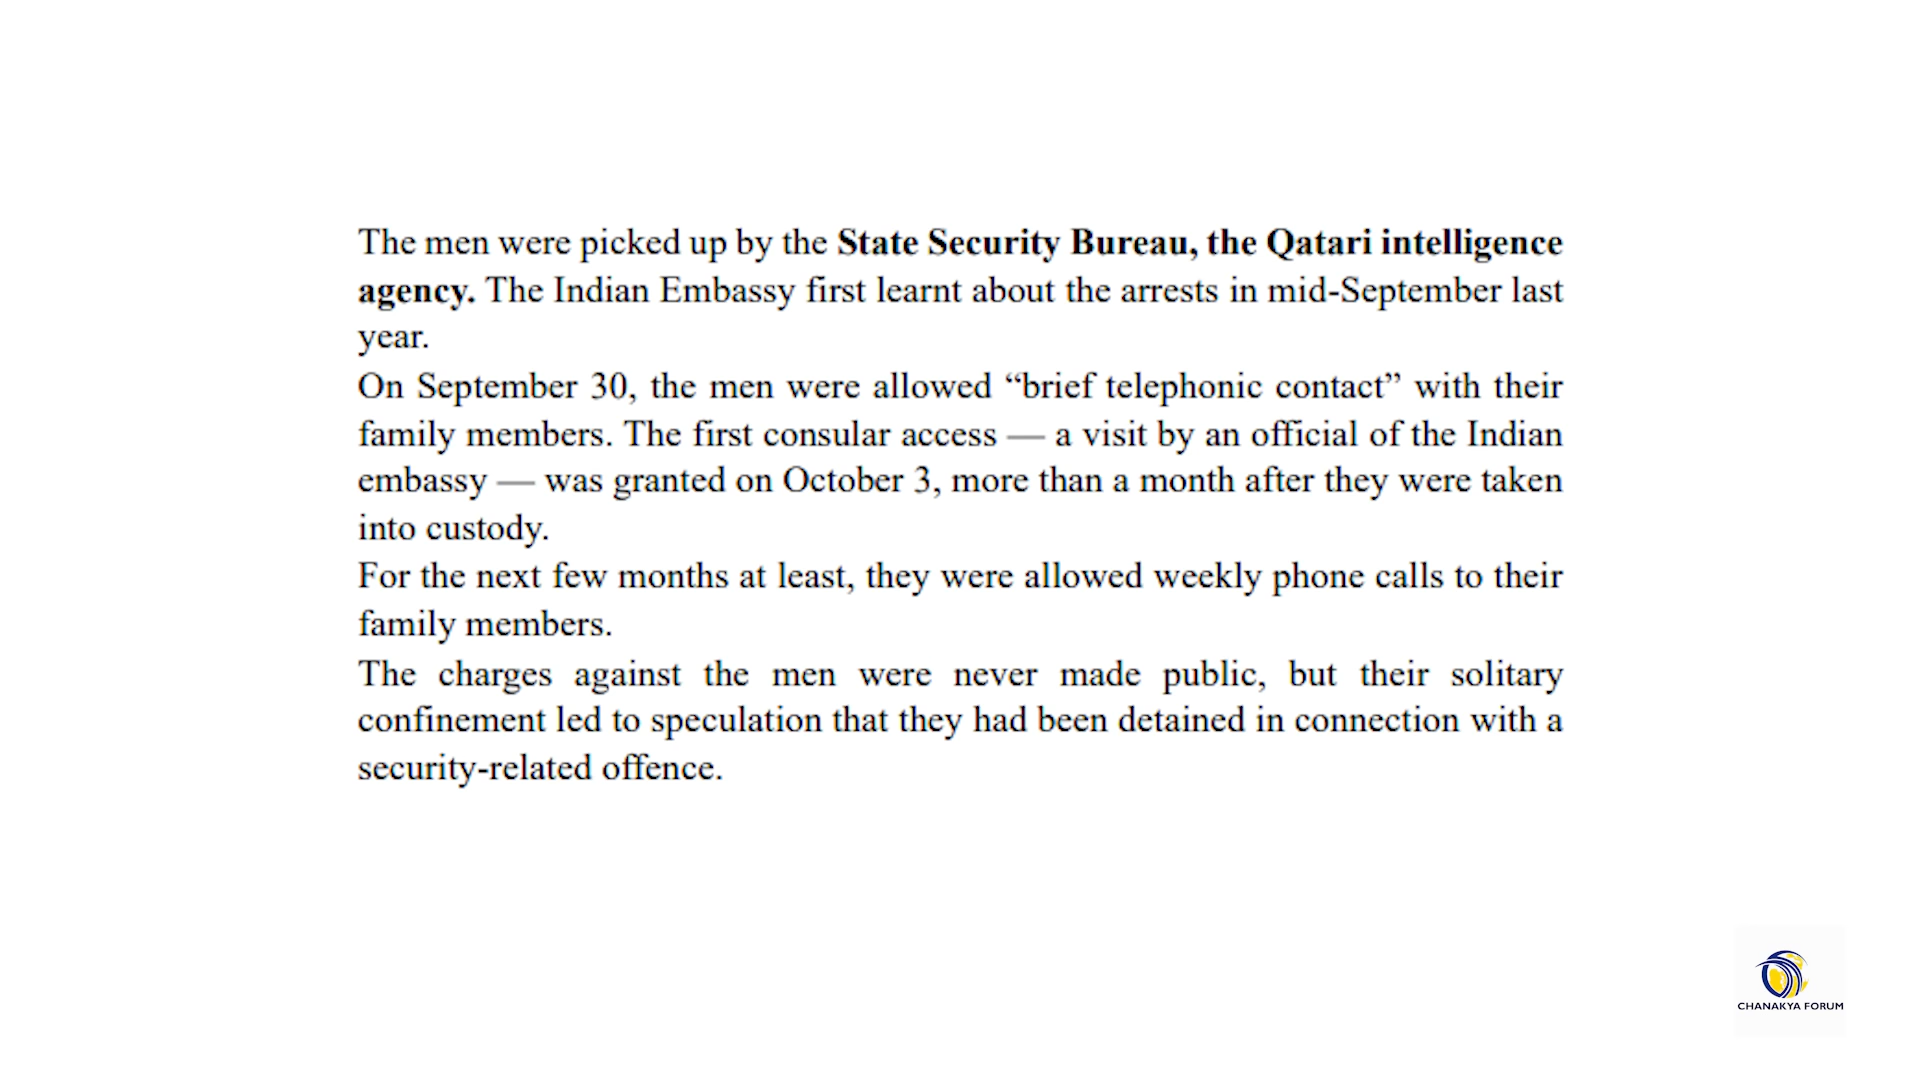 The men were picked up by the State Security Bureau, the Qatari intelligence
agency. The Indian Embassy first learnt about the arrests in mid-September last
year.
On September 30, the men were allowed “brief telephonic contact” with their
family members. The first consular access — a visit by an official of the Indian
embassy — was granted on October 3, more than a month after they were taken
into custody.
For the next few months at least, they were allowed weekly phone calls to their
family members.
The charges against the men were never made public, but their solitary
confinement led to speculation that they had been detained in connection with a
security-related offence.
CHANAKYA FORUM